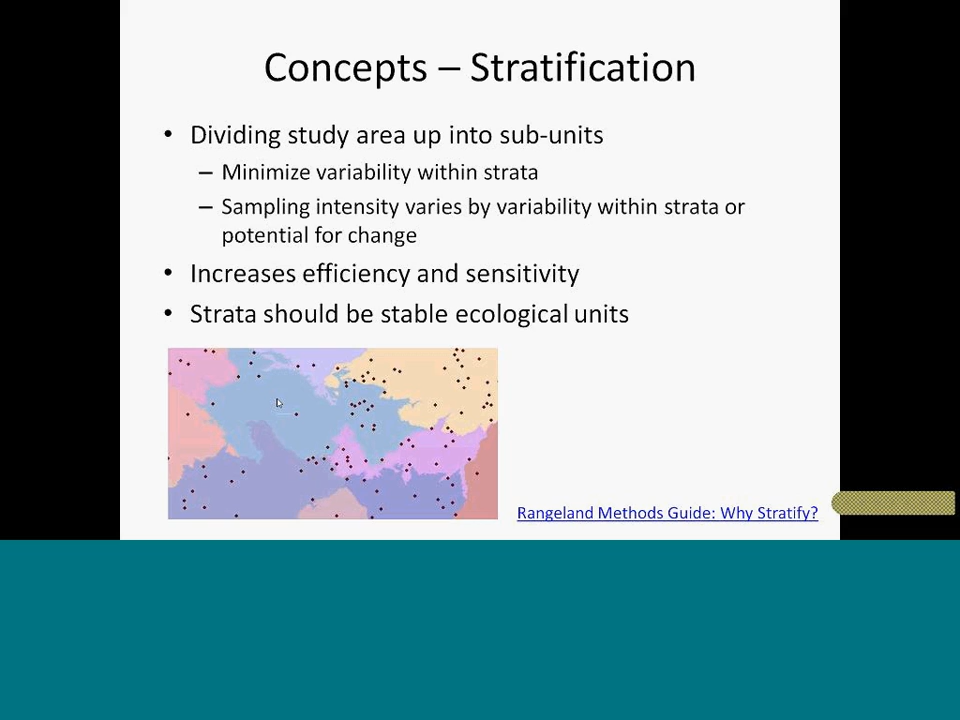 Concepts – Stratification
• Dividing study area up into sub-units
– Minimize variability within strata
– Sampling intensity varies by variability within strata or
potential for change
• Increases efficiency and sensitivity
• Strata should be stable ecological units
Rangeland Methods Guide: Why Stratify?